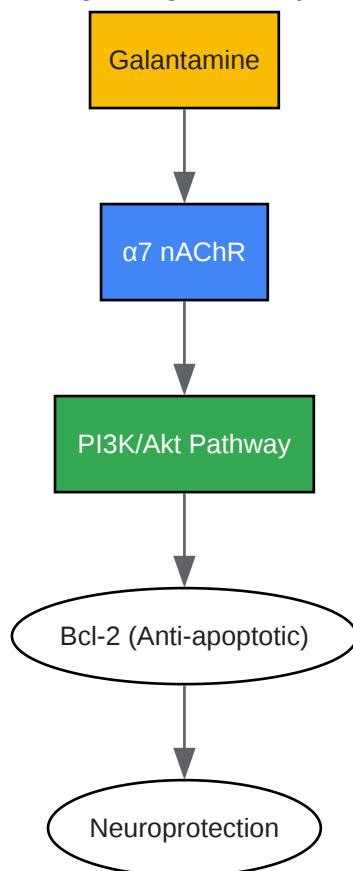 Galantamine
α7 nAChR
PI3K/Akt Pathway
Bcl-2 (Anti-apoptotic)
Neuroprotection